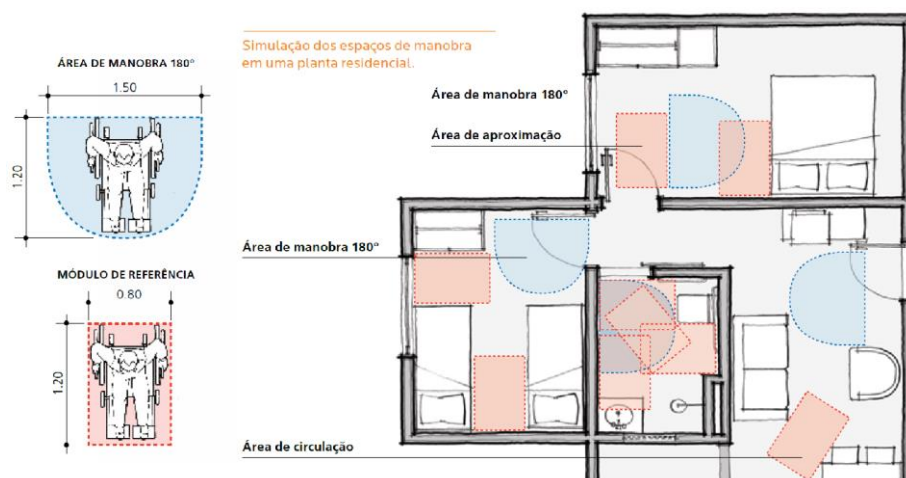 Simulação dos espaços de manobra
em uma planta residencial.
ÁREA DE MANOBRA 180°
1.50
1.20
MÓDULO DE REFERÊNCIA
0.80
1.20
Área de manobra 180°
Área de aproximação
Área de manobra 180°
Área de circulação